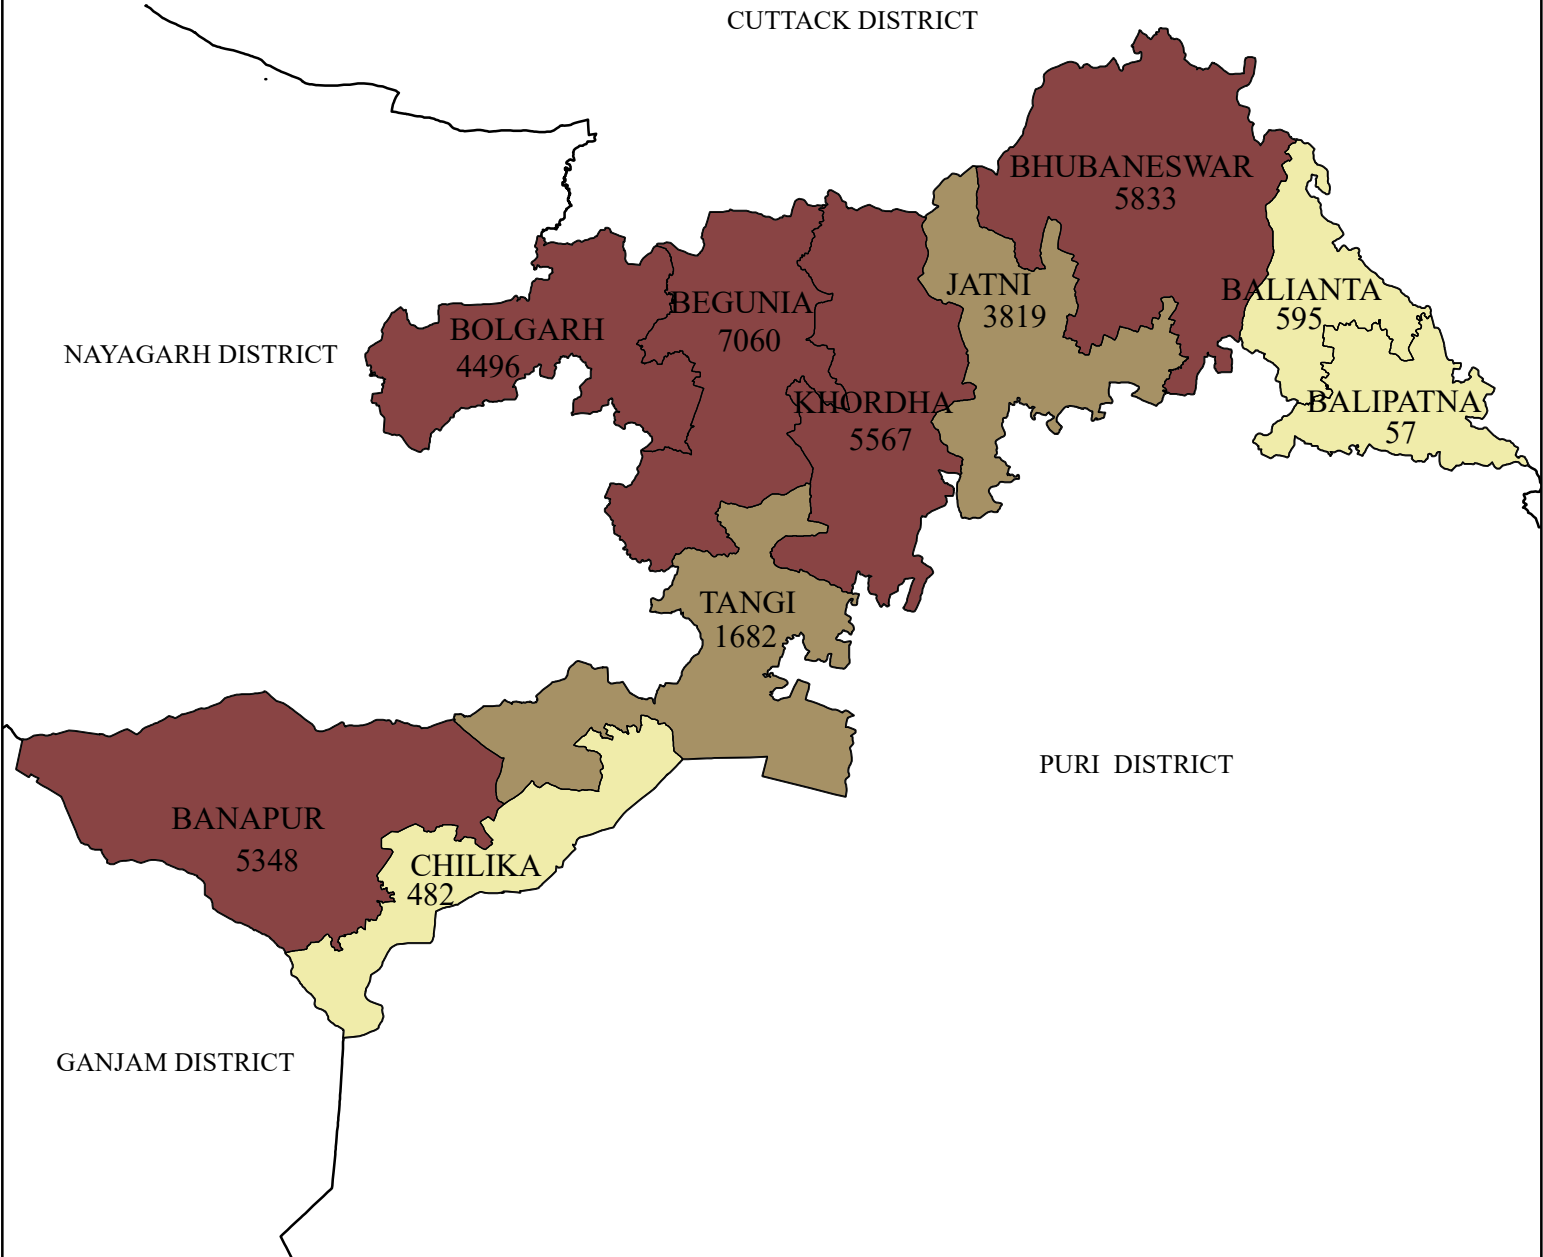 CUTTACK DISTRICT
BHUBANESWAR
5833
JATNI
3819
BALIANTA
595
BEGUNIA
7060
BOLGARH
4496
NAYAGARH DISTRICT
KHORDHA
5567
BALIPATNA
57
TANGI
1682
PURI DISTRICT
BANAPUR
5348
CHILIKA
482
GANJAM DISTRICT